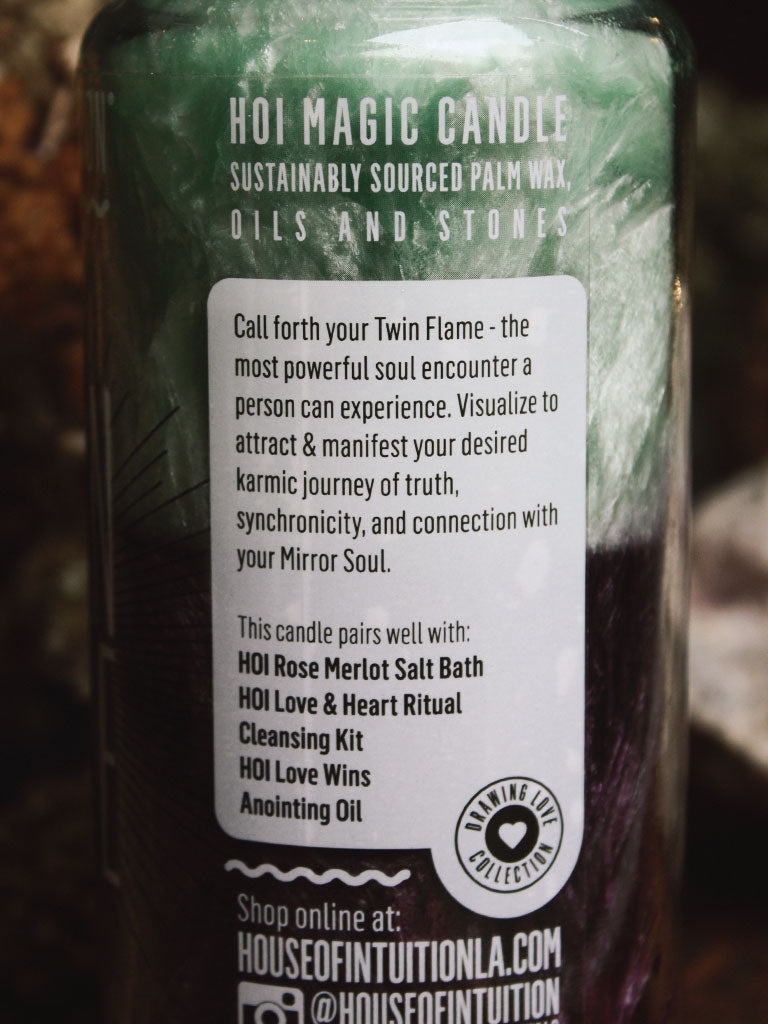 HOI MAGIC CANDLE
SUSTAINABLY SOURCED PALM WAX,
OILS AND STONES
Call forth your Twin Flame - the
most powerful soul encounter a
person can experience. Visualize to
attract & manifest your desired
karmic journey of truth,
synchronicity, and connection with
your Mirror Soul.
This candle pairs well with:
HOI Rose Merlot Salt Bath
HOI Love & Heart Ritual
Cleansing Kit
HOI Love Wins
Anointing Oil
DRAWING LOVE
COLLECTION
Shop online at:
HOUSEOFINTUITIONLA.COM
@HOUSEOFINTUITION